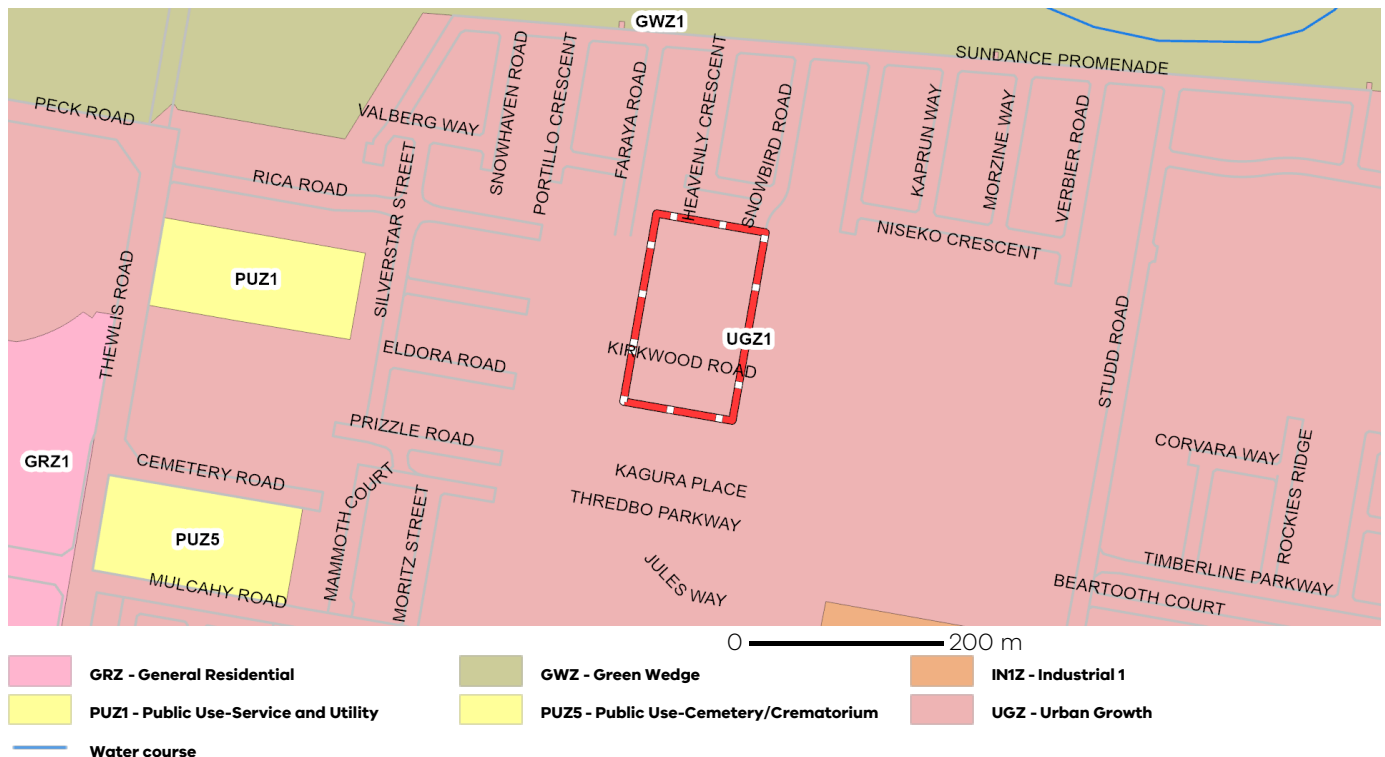 GWZ1
SUNDANCE PROMENADE
PECK ROAD
VALBERG WAY
SNOWHAVEN ROAD
PORTILLO CRESCENT
FARAYA ROAD
HEAVENLY CRESCENT
SNOWBIRD ROAD
KAPRUN WAY
MORZINE WAY
VERBIER ROAD
RICA ROAD
SILVERSTAR STREET
NISEKO CRESCENT
PUZ1
THEWLIS ROAD
UGZ1
KIRKWOOD ROAD
ELDORA ROAD
STUDD ROAD
PRIZZLE ROAD
GRZ1
CEMETERY ROAD
MAMMOTH COURT
MORITZ STREET
KAGURA PLACE
THREDBO PARKWAY
CORVARA WAY
ROCKIES RIDGE
PUZ5
MULCAHY ROAD
JULES WAY
TIMBERLINE PARKWAY
BEARTOOTH COURT
0 200 m
GRZ - General Residential
GWZ - Green Wedge
IN1Z - Industrial 1
PUZ1 - Public Use-Service and Utility
PUZ5 - Public Use-Cemetery/Crematorium
UGZ - Urban Growth
Water course